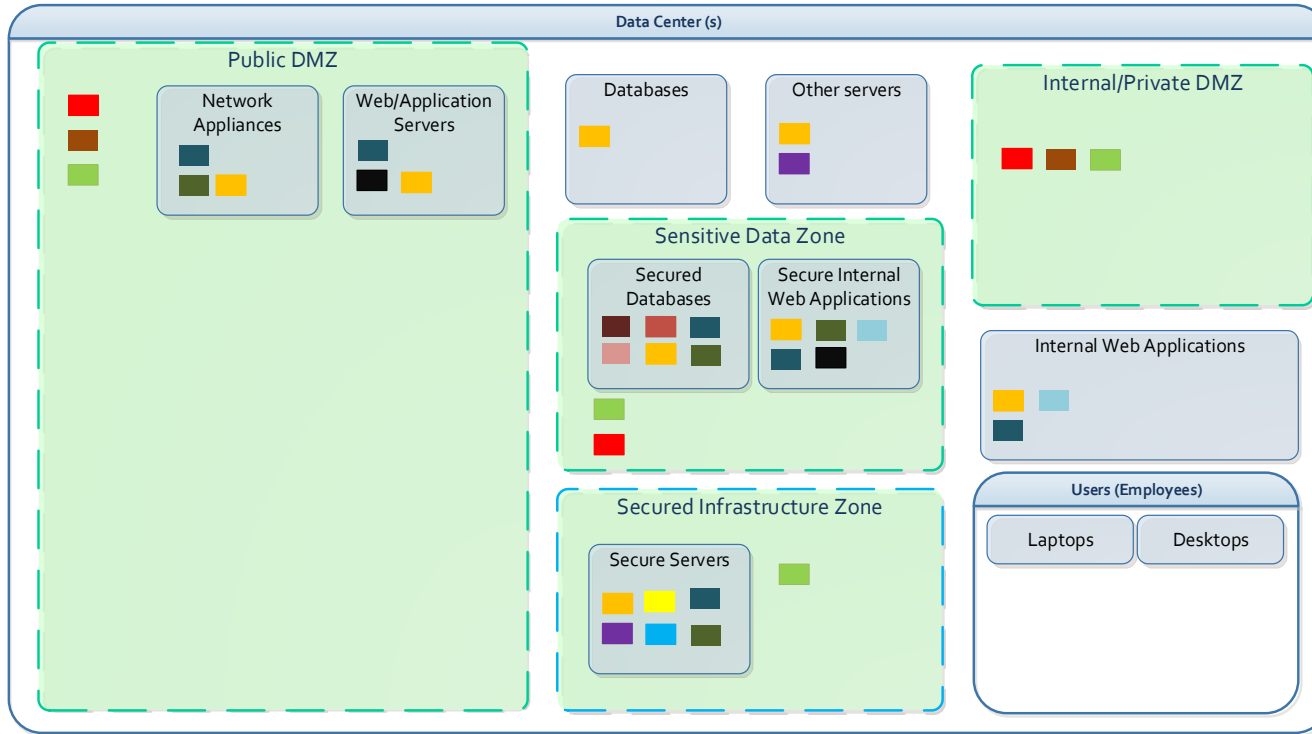 Data Center (s)
Public DMZ
Network
Appliances
Web/Application
Servers
Databases
Other servers
Internal/Private DMZ
Sensitive Data Zone
Secured
Databases
Secure Internal
Web Applications
Internal Web Applications
Secured Infrastructure Zone
Secure Servers
Users (Employees)
Laptops
Desktops